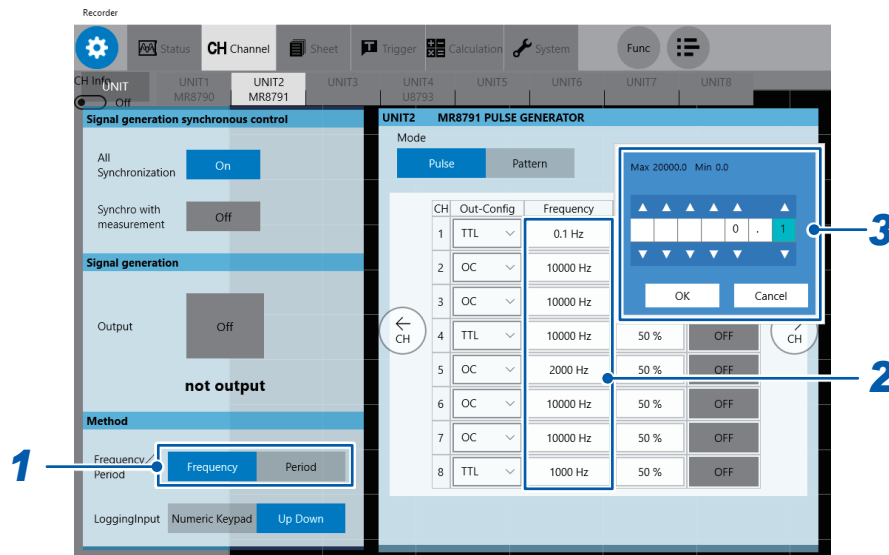 Recorder
Status CH Channel Sheet Trigger Calculation System Func
CH Info UNIT UNIT1 UNIT2 UNIT3 UNIT4 UNIT5 UNIT6 UNIT7 UNIT8
Off MR8790 MR8791 U8793
Signal generation synchronous control
All
Synchronization
On
Synchro with
measurement
Off
Signal generation
Output
Off
not output
Method
1
Frequency/
Period
Frequency Period
LoggingInput Numeric Keypad Up Down
UNIT2 MR8791 PULSE GENERATOR
Mode
Pulse Pattern
CH Out-Config Frequency
1 TTL 0.1 Hz
2 OC 10000 Hz
3 OC 10000 Hz
4 TTL 10000 Hz 50 % OFF
5 OC 2000 Hz 50 % OFF
6 OC 10000 Hz 50 % OFF
7 OC 10000 Hz 50 % OFF
8 TTL 1000 Hz 50 % OFF
←
CH
CH
Max 20000.0 Min 0.0
0 . 1
OK Cancel
3
2